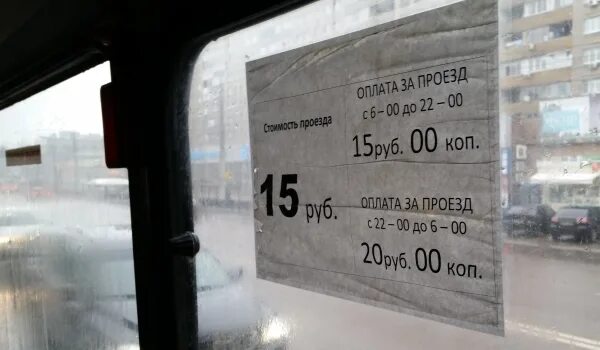 Стоимость проезда
15 руб.
ОПЛАТА ЗА ПРОЕЗД
с 6–00 до 22–00
15руб. 00 коп.
ОПЛАТА ЗА ПРОЕЗД
с 22–00 до 6–00
20руб. 00 коп.